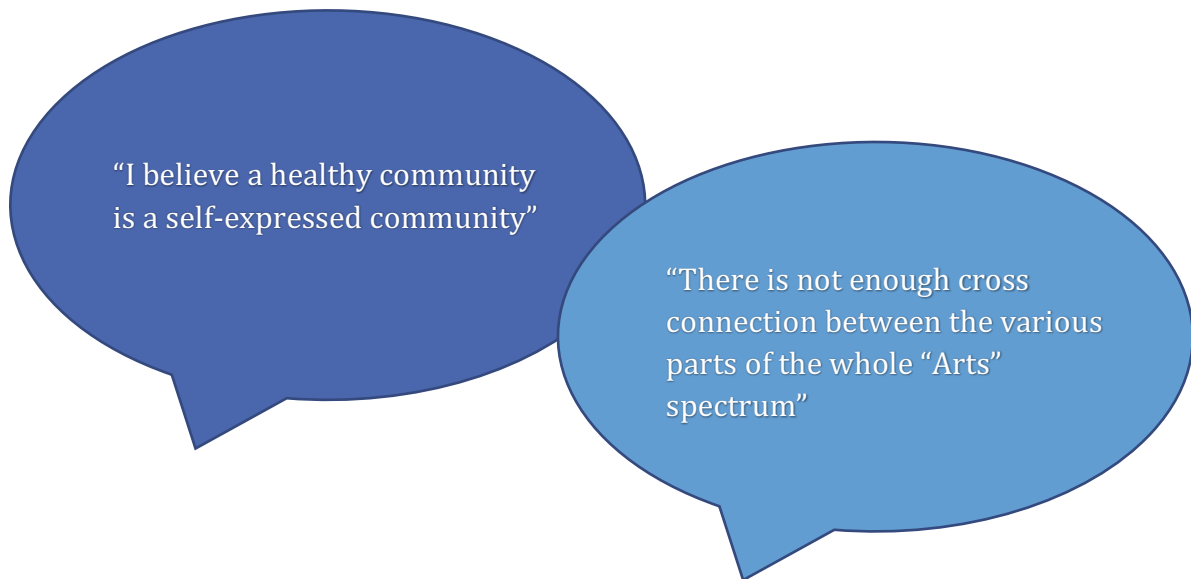 “I believe a healthy community
is a self-expressed community”
“There is not enough cross
connection between the various
parts of the whole “Arts”
spectrum”